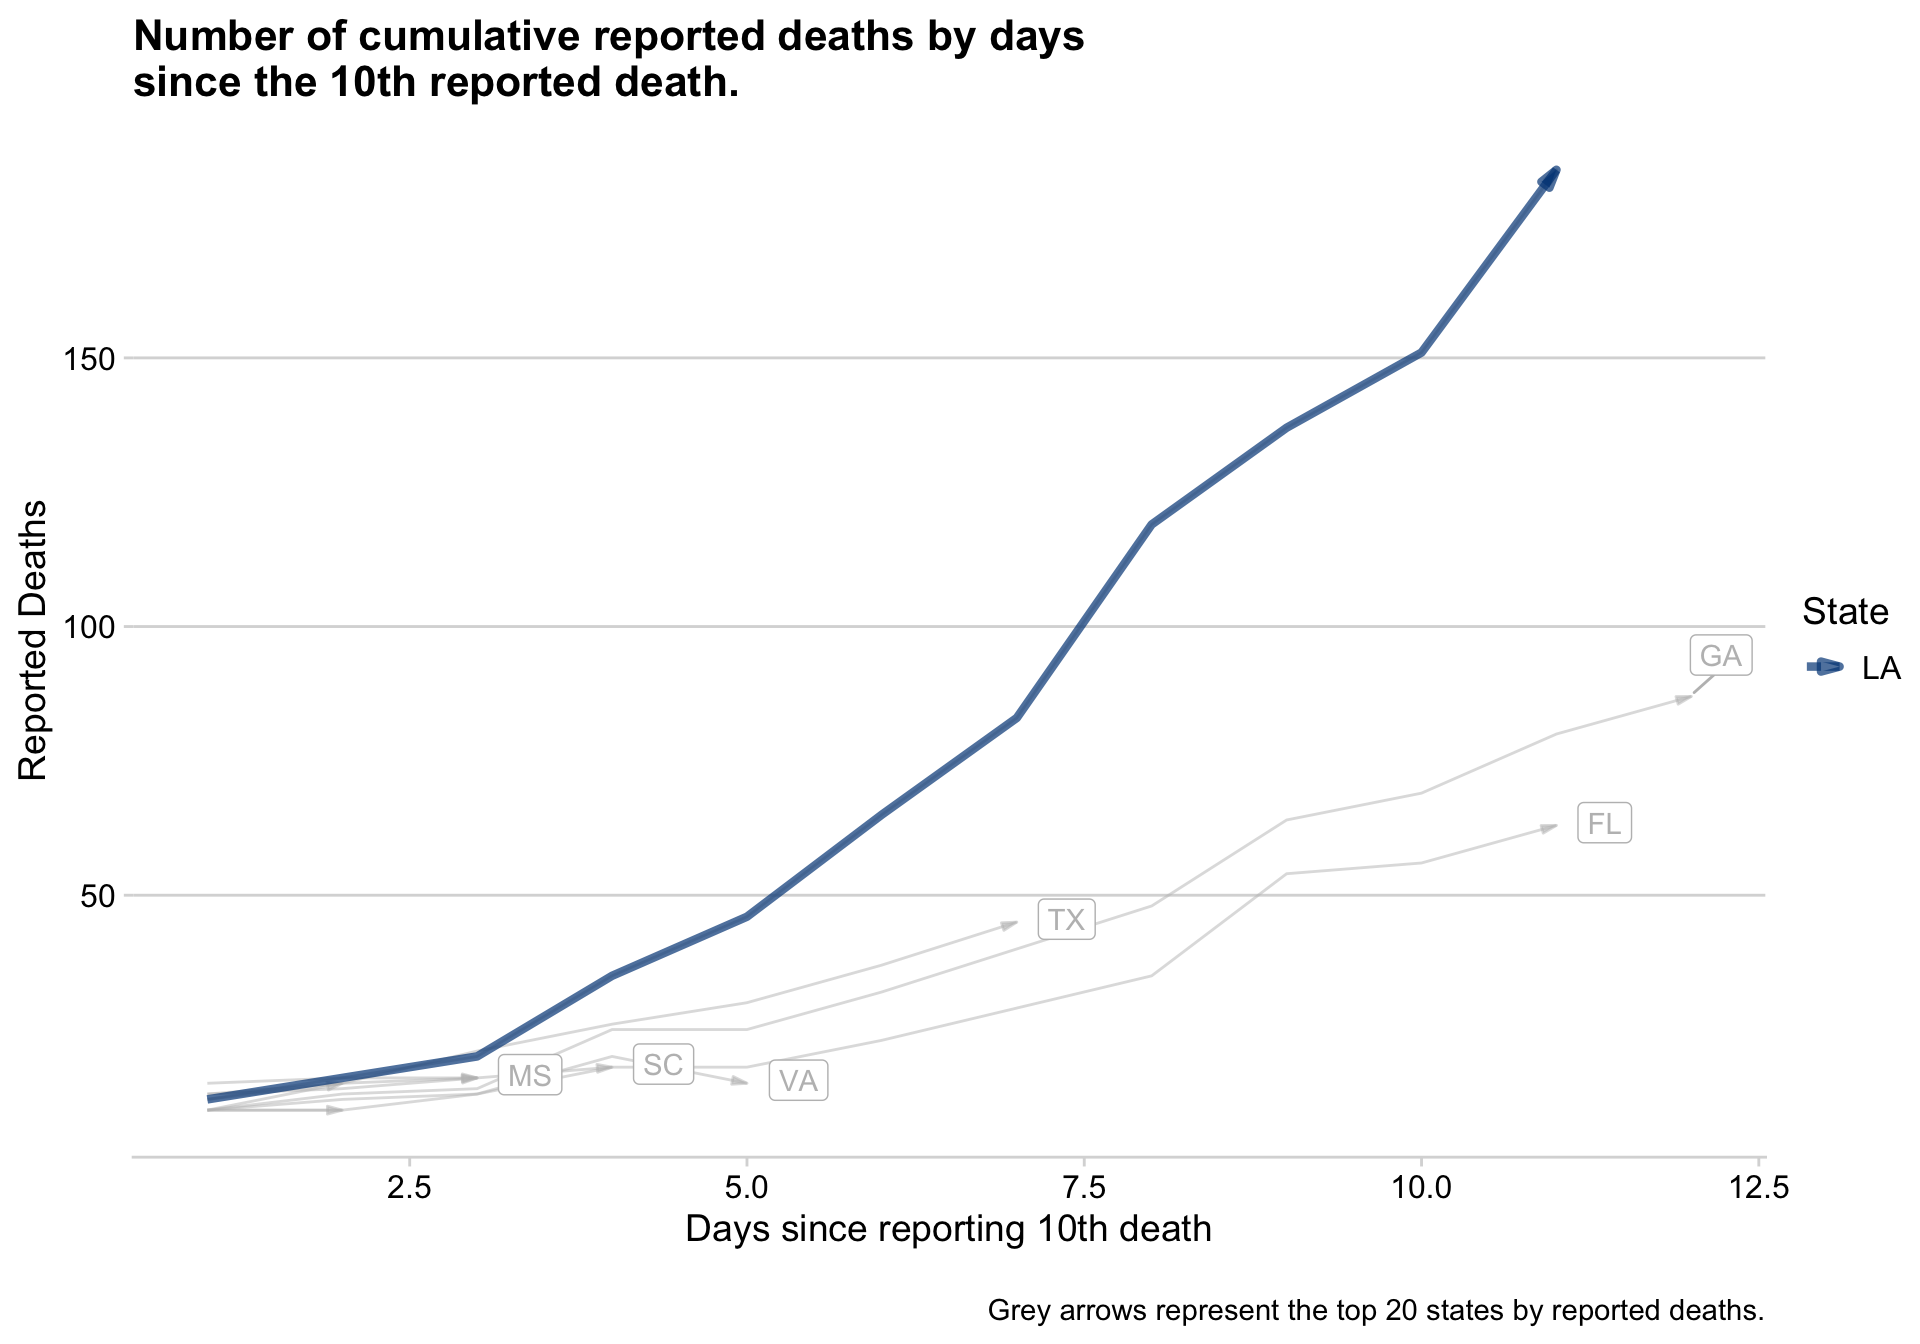 Number of cumulative reported deaths by days
since the 10th reported death.
Reported Deaths
150
100
50
GA
FL
TX
MS
SC
VA
State
LA
2.5
5.0
7.5
10.0
12.5
Days since reporting 10th death
Grey arrows represent the top 20 states by reported deaths.